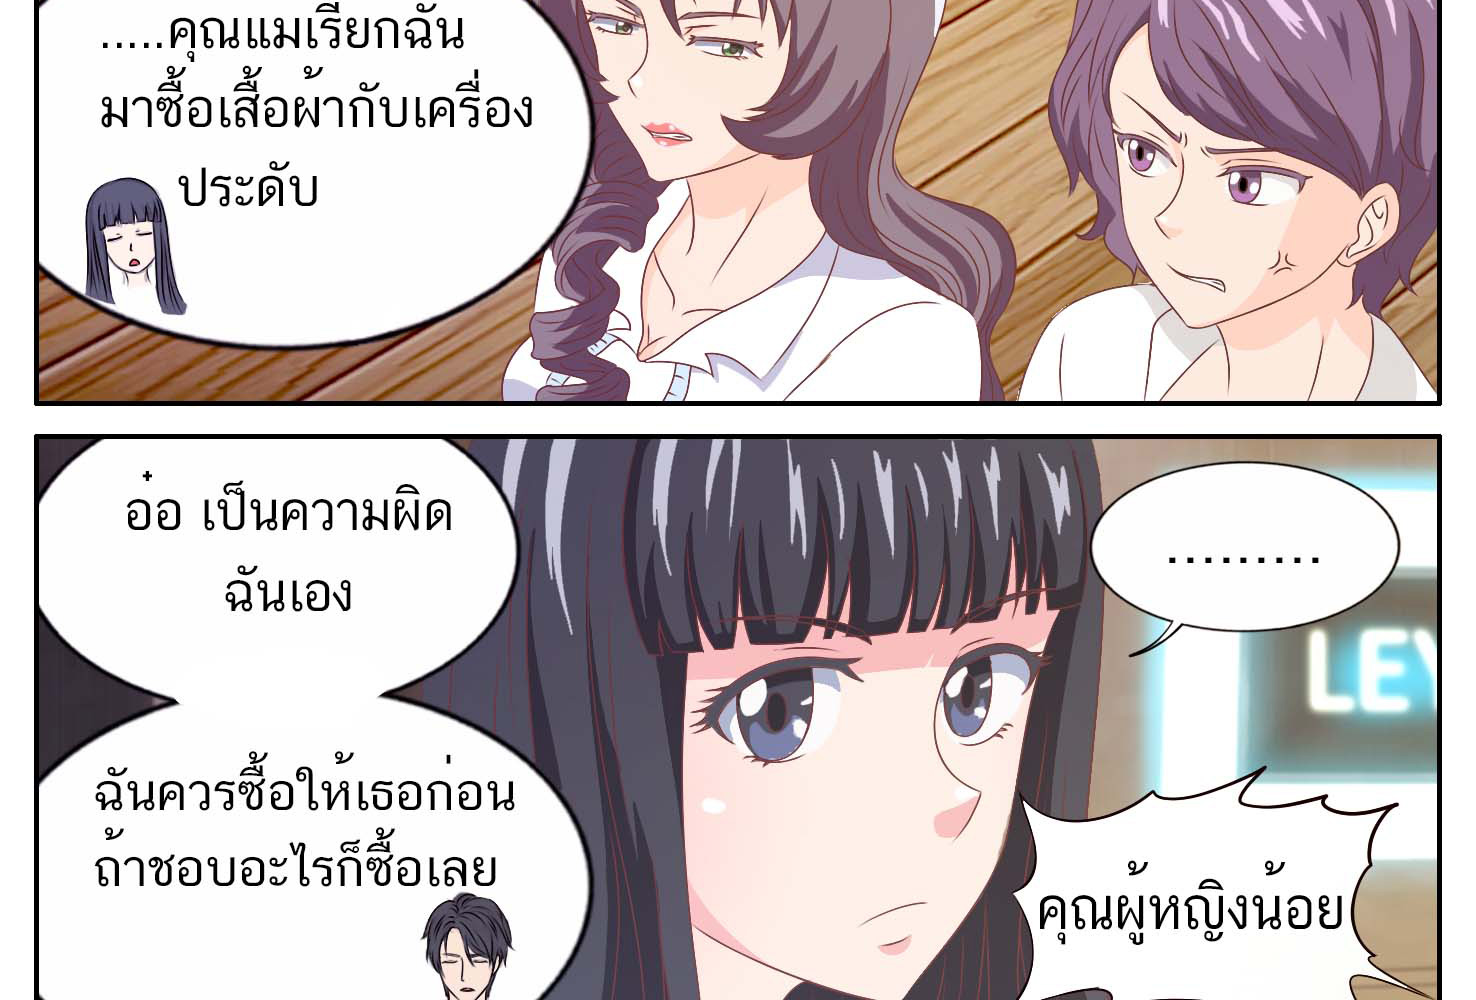 .....คุณแม่เรียกฉัน
มาซื้อเสื้อผ้ากับเครื่อง
ประดับ
อ๋อ เป็นความผิด
ฉันเอง
.........
LEV
ฉันควรซื้อให้เธอก่อน
ถ้าชอบอะไรก็ซื้อเลย
คุณผู้หญิงน้อย